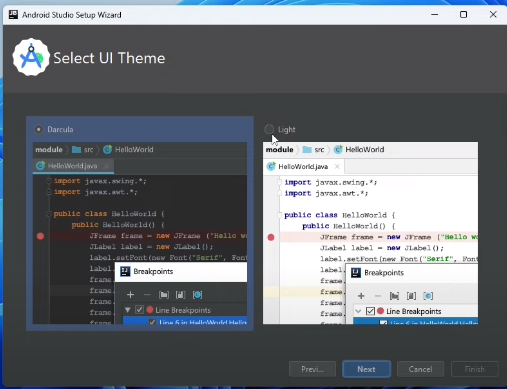 Android Studio Setup Wizard
Select UI Theme
Darcula
module src HelloWorld
HelloWorld.java
import javax.swing.*;
import java.awt.*;
public class HelloWorld {
public HelloWorld() {
JFrame frame = new JFrame ("Hello wo
JLabel label = new JLabel();
label.setFont(new Font("Serif", Font
label.
frame.
frame.
frame.
frame.
Breakpoints
Line Breakpoints
Line 6 in HelloWorld.Hello
Light
module src HelloWorld
HelloWorld.java
import javax.swing.*;
import java.awt.*;
public class HelloWorld {
public HelloWorld() {
JFrame frame = new JFrame ("Hello w
JLabel label = new JLabel();
label.setFont(new Font("Serif", Font
label.
frame.
frame.
frame.
frame.
Breakpoints
Line Breakpoints
Line 6 in HelloWorld.Hello
Previ...
Next
Cancel
Finish